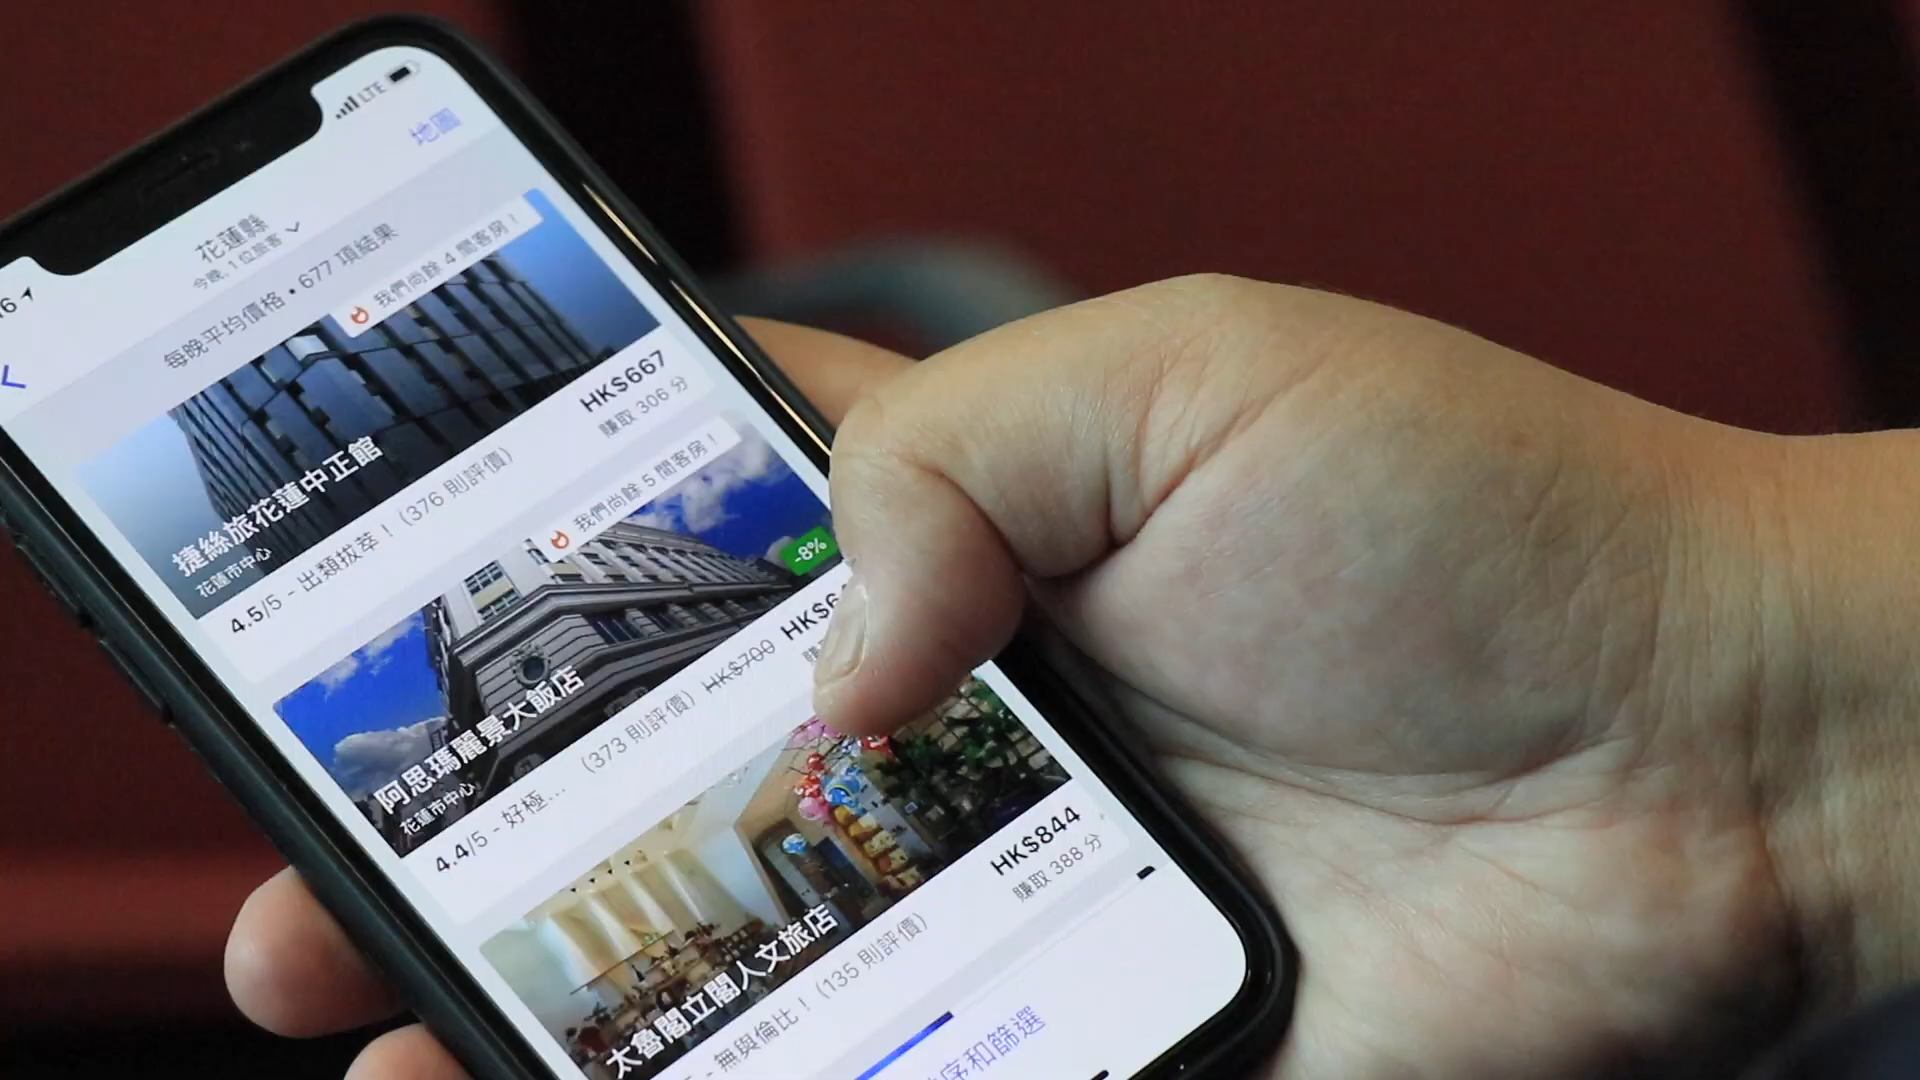 LTE
16
地圖
花蓮縣
今晚, 1 位旅客
每晚平均價格 • 677 項結果
我們尚餘 4 間客房！
捷絲旅花蓮中正館
花蓮市中心
HK$667
賺取 306 分
4.5/5 - 出類拔萃！ (376 則評價)
我們尚餘 5 間客房！
-8%
阿思瑪麗景大飯店
花蓮市中心
HK$700 HK$6
賺
4.4/5 - 好極... (373 則評價)
太魯閣立閣人文旅店
HK$844
賺取 388 分
- 無與倫比！ (135 則評價)
序和篩選